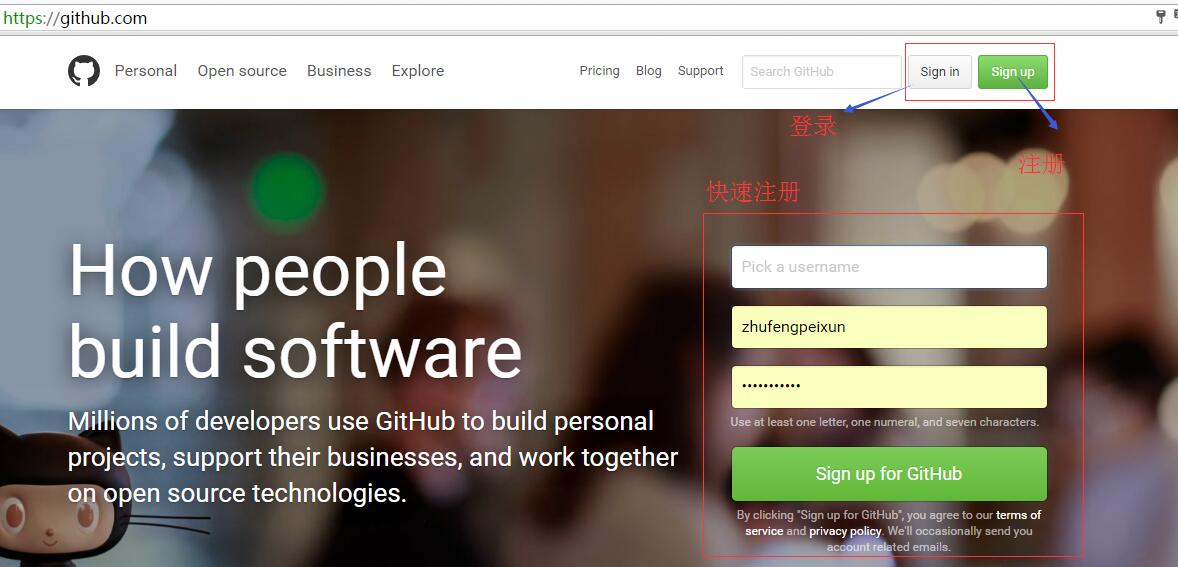 https://github.com
Personal Open source Business Explore Pricing Blog Support Search GitHub Sign in Sign up
登录
注册
快速注册
How people
build software
Millions of developers use GitHub to build personal
projects, support their businesses, and work together
on open source technologies.
Pick a username
zhufengpeixun
•••••••••••
Use at least one letter, one numeral, and seven characters.
Sign up for GitHub
By clicking "Sign up for GitHub", you agree to our terms of
service and privacy policy. We'll occasionally send you
account related emails.